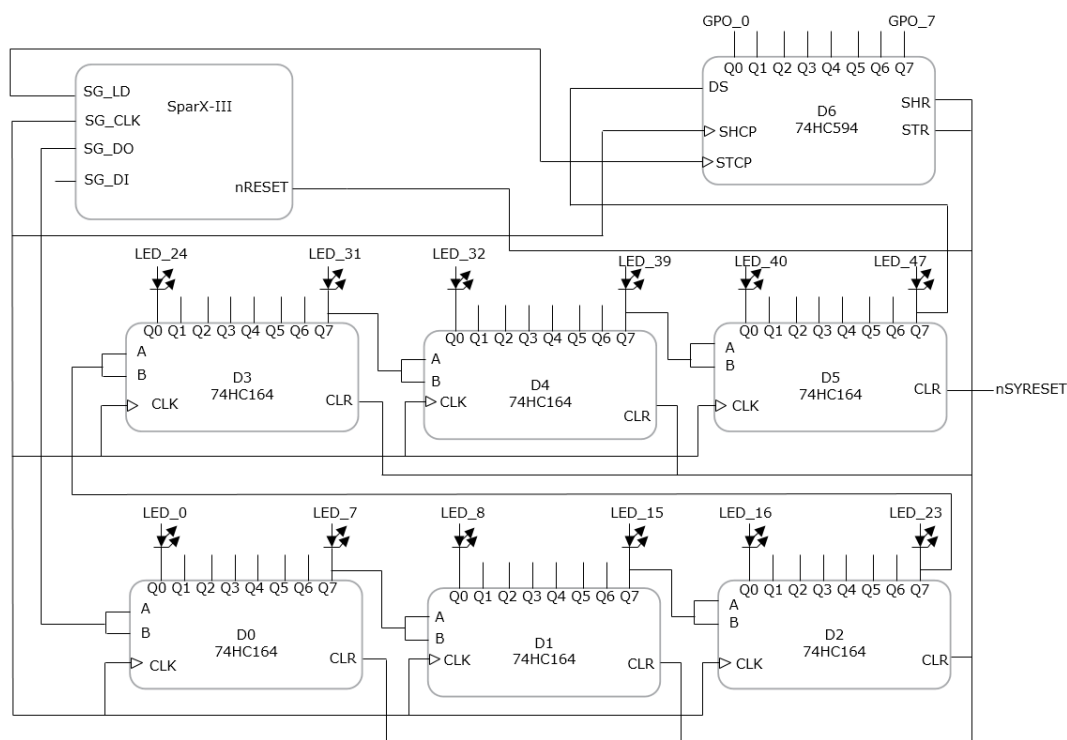 GPO_0 GPO_7
Q0 Q1 Q2 Q3 Q4 Q5 Q6 Q7
DS
SHR
D6
74HC594
SHCP
STR
STCP
SG_LD
SparX-III
SG_CLK
SG_DO
SG_DI
nRESET
LED_24 LED_31 LED_32 LED_39 LED_40 LED_47
Q0 Q1 Q2 Q3 Q4 Q5 Q6 Q7
A
B
D3
74HC164
CLK
CLR
Q0 Q1 Q2 Q3 Q4 Q5 Q6 Q7
A
B
D4
74HC164
CLK
CLR
Q0 Q1 Q2 Q3 Q4 Q5 Q6 Q7
A
B
D5
74HC164
CLK
CLR
nSYRESET
LED_0 LED_7 LED_8 LED_15 LED_16 LED_23
Q0 Q1 Q2 Q3 Q4 Q5 Q6 Q7
A
B
D0
74HC164
CLK
CLR
Q0 Q1 Q2 Q3 Q4 Q5 Q6 Q7
A
B
D1
74HC164
CLK
CLR
Q0 Q1 Q2 Q3 Q4 Q5 Q6 Q7
A
B
D2
74HC164
CLK
CLR